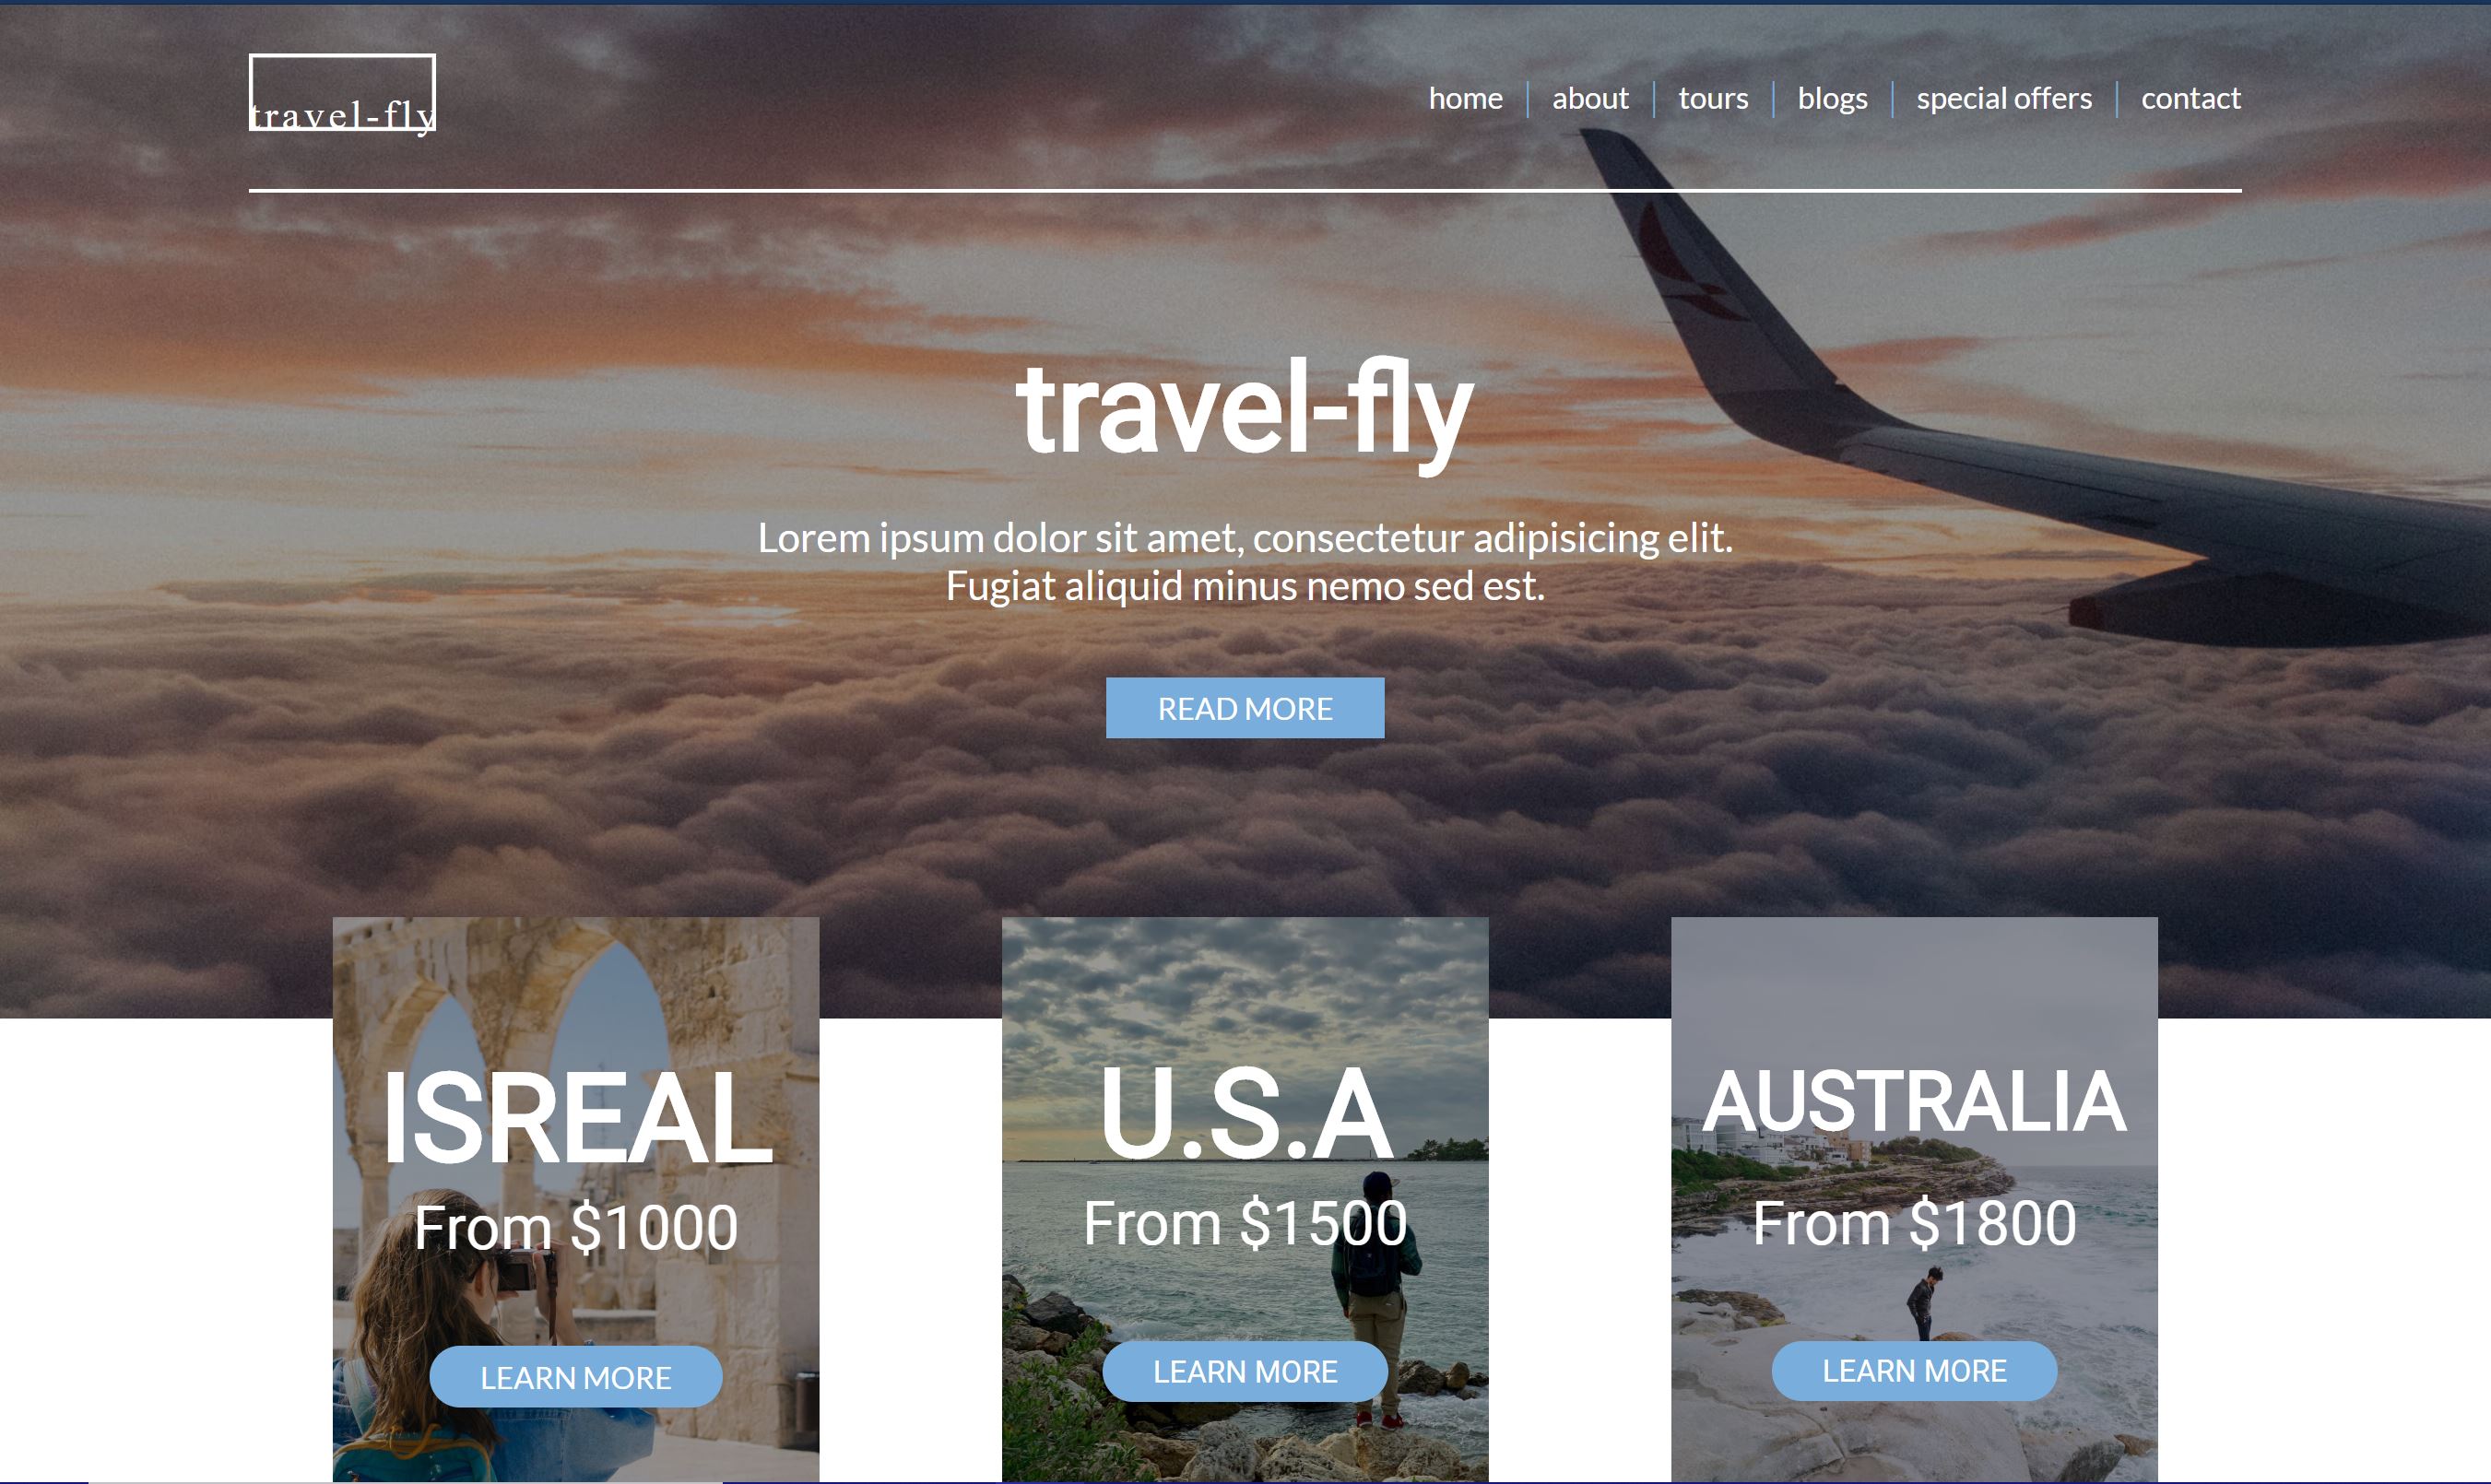 travel-fly
home
about
tours
blogs
special offers
contact
travel-fly
Lorem ipsum dolor sit amet, consectetur adipisicing elit.
Fugiat aliquid minus nemo sed est.
READ MORE
ISREAL
From $1000
LEARN MORE
U.S.A
From $1500
LEARN MORE
AUSTRALIA
From $1800
LEARN MORE